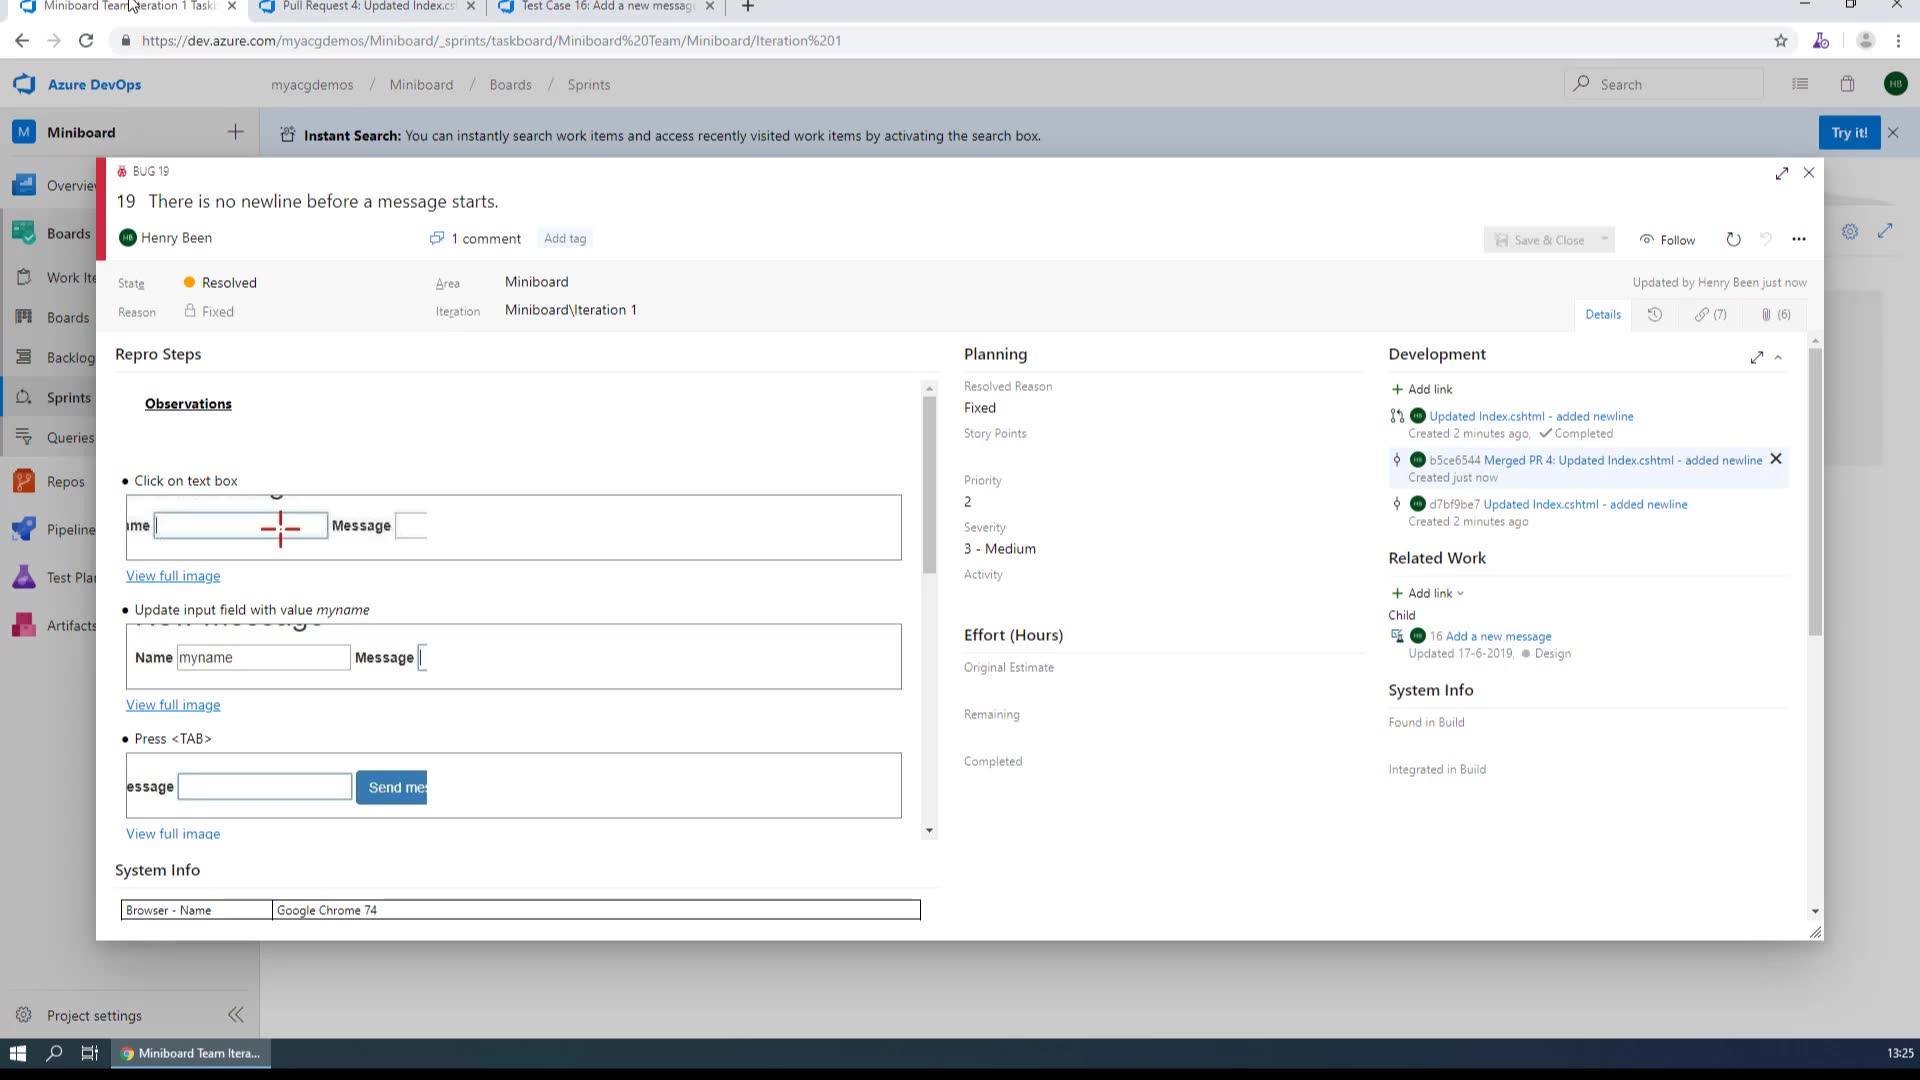 Miniboard Team Iteration 1 Task
Pull Request 4: Updated Index.cs
Test Case 16: Add a new message
https://dev.azure.com/myacgdemos/Miniboard/_sprints/taskboard/Miniboard%20Team/Miniboard/Iteration%201
Azure DevOps
myacgdemos / Miniboard / Boards / Sprints
Search
HB
M Miniboard
Instant Search: You can instantly search work items and access recently visited work items by activating the search box.
Try it!
Overvie
Boards
Work Ite
Boards
Backlog
Sprints
Queries
Repos
Pipeline
Test Plan
Artifacts
Project settings
BUG 19
19 There is no newline before a message starts.
HB Henry Been
1 comment
Add tag
Save & Close
Follow
State Resolved
Area Miniboard
Updated by Henry Been just now
Reason Fixed
Iteration Miniboard\Iteration 1
Details
(7)
(6)
Repro Steps
Observations
• Click on text box
ame
Message
View full image
• Update input field with value myname
New message
Name myname Message
View full image
• Press <TAB>
essage
Send mes
View full image
System Info
Browser - Name Google Chrome 74
Planning
Resolved Reason
Fixed
Story Points
Priority
2
Severity
3 - Medium
Activity
Effort (Hours)
Original Estimate
Remaining
Completed
Development
+ Add link
Updated Index.cshtml - added newline
Created 2 minutes ago, Completed
b5ce6544 Merged PR 4: Updated Index.cshtml - added newline
Created just now
d7bf9be7 Updated Index.cshtml - added newline
Created 2 minutes ago
Related Work
+ Add link
Child
16 Add a new message
Updated 17-6-2019, Design
System Info
Found in Build
Integrated in Build
Miniboard Team Itera...
13:25